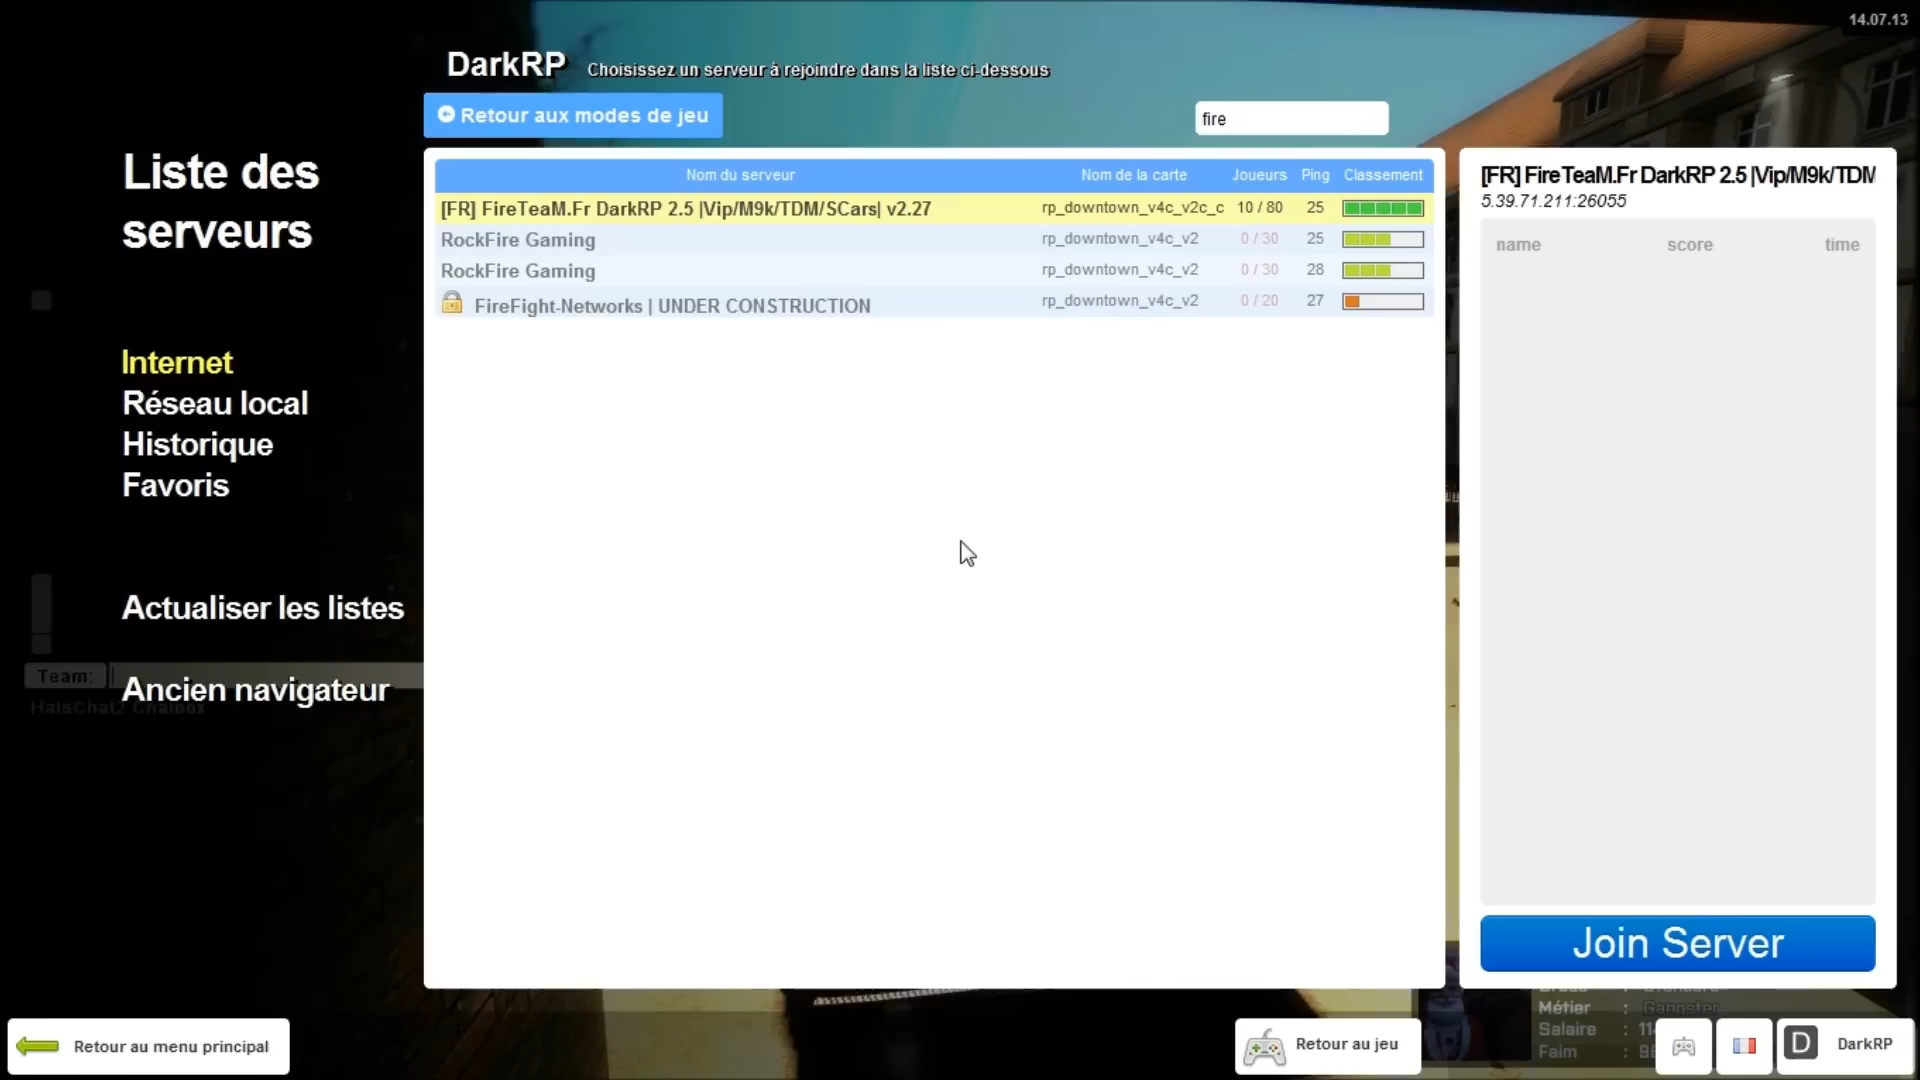 14.07.13
DarkRP Choisissez un serveur à rejoindre dans la liste ci-dessous
Retour aux modes de jeu
fire
Liste des
serveurs
Internet
Réseau local
Historique
Favoris
Actualiser les listes
Team:
Ancien navigateur
HatsChat2 Chatbox
Nom du serveur Nom de la carte Joueurs Ping Classement
[FR] FireTeaM.Fr DarkRP 2.5 |Vip/M9k/TDM/SCars| v2.27 rp_downtown_v4c_v2c_c 10 / 80 25
RockFire Gaming rp_downtown_v4c_v2 0 / 30 25
RockFire Gaming rp_downtown_v4c_v2 0 / 30 28
FireFight-Networks | UNDER CONSTRUCTION rp_downtown_v4c_v2 0 / 20 27
[FR] FireTeaM.Fr DarkRP 2.5 |Vip/M9k/TDM
5.39.71.211:26055
name score time
Join Server
Métier : Gangster
Salaire : 11
Faim :
Retour au menu principal
Retour au jeu
D DarkRP